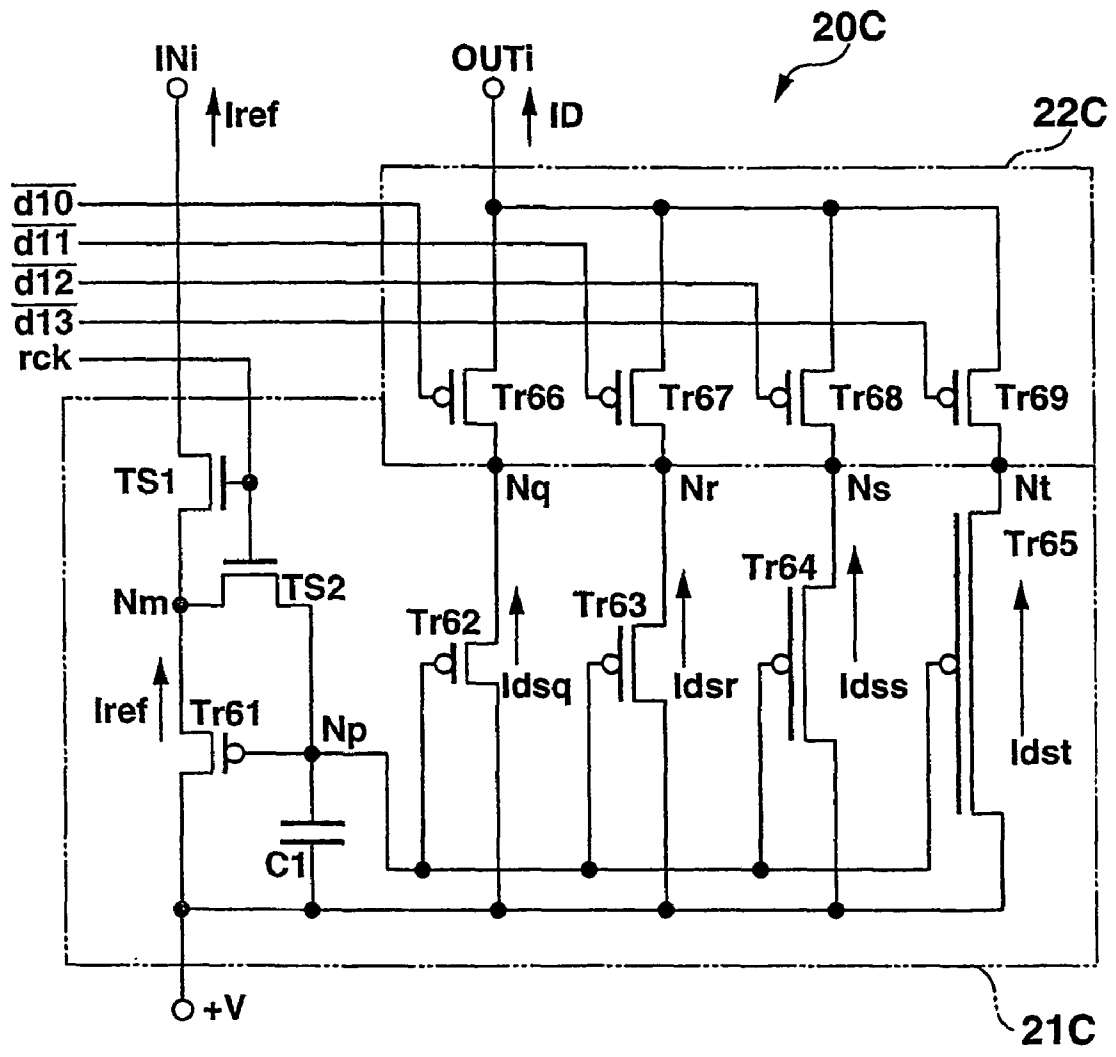 20C
INi
OUTi
Iref
ID
22C
d10
d11
d12
d13
rck
Tr66
Tr67
Tr68
Tr69
TS1
Nq
Nr
Ns
Nt
Tr65
TS2
Nm
Tr62
Tr63
Tr64
Iref
Tr61
Np
Idsq
Idsr
Idss
Idst
C1
+V
21C